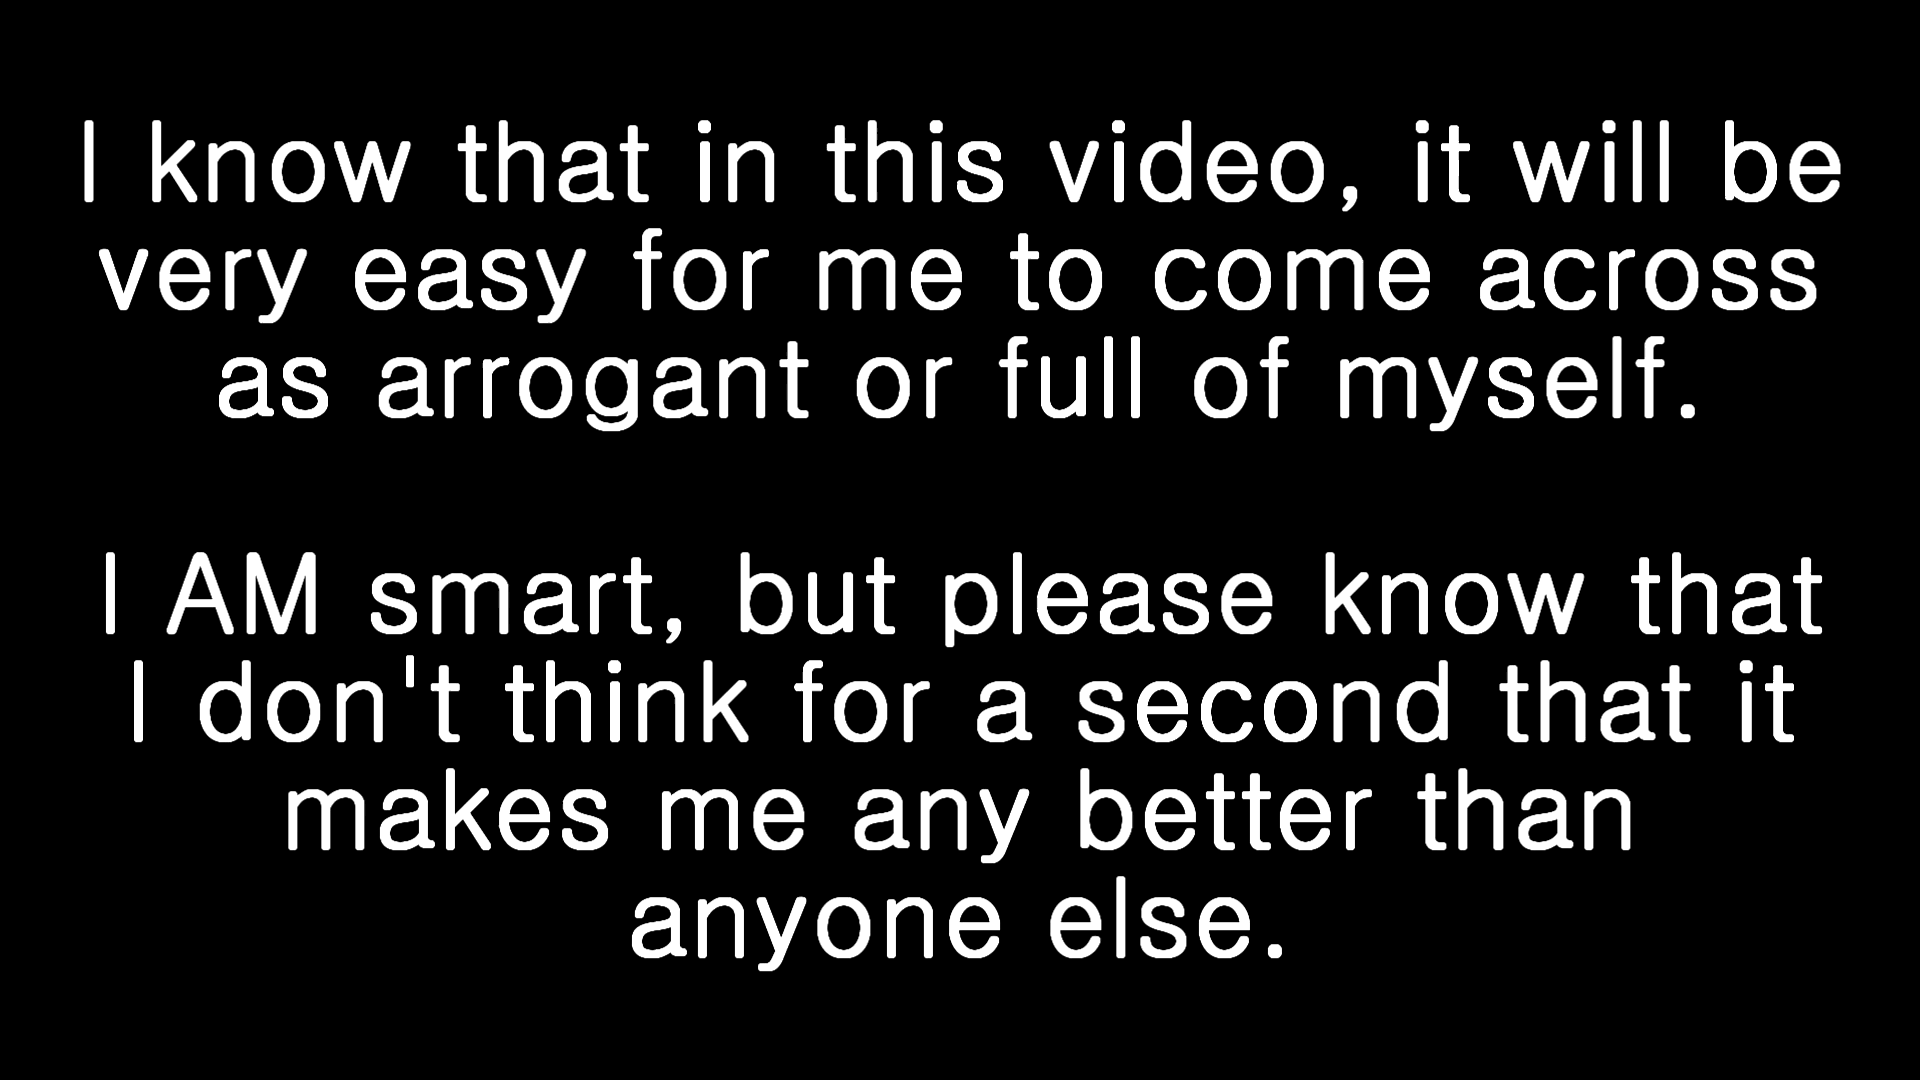 I know that in this video, it will be
very easy for me to come across
as arrogant or full of myself.
I AM smart, but please know that
I don't think for a second that it
makes me any better than
anyone else.